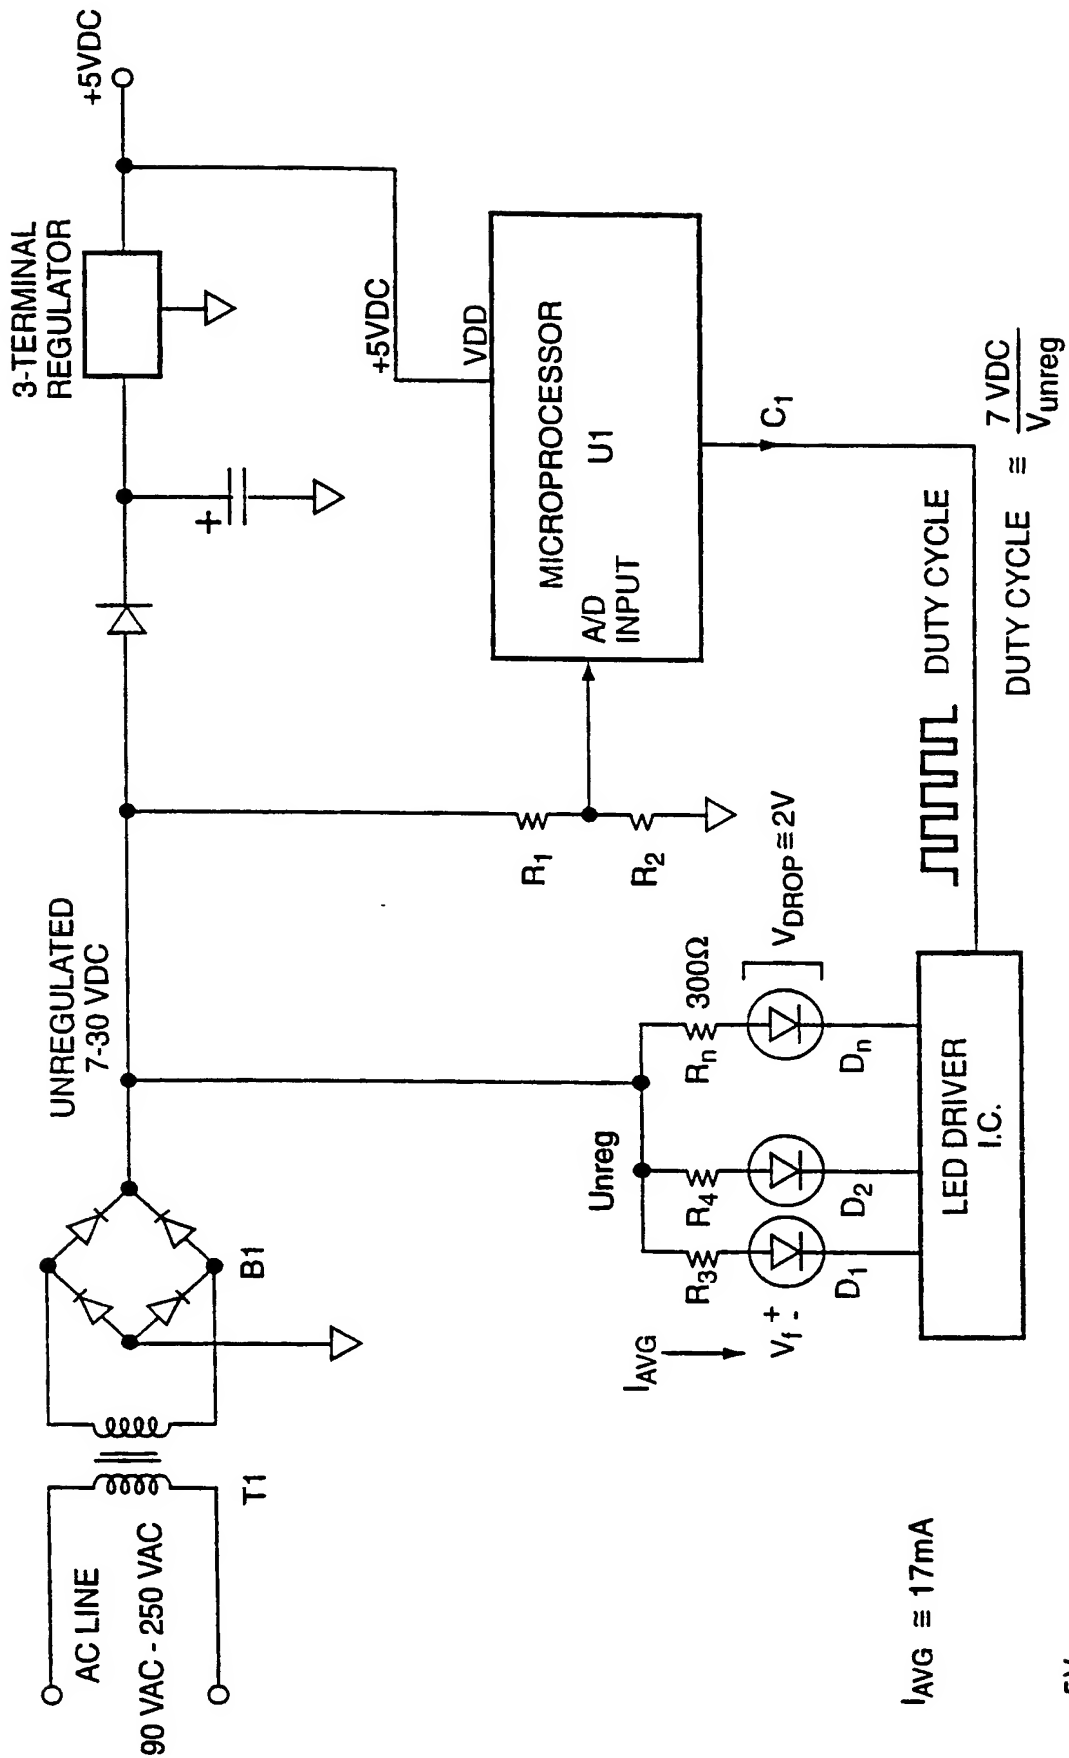 AC LINE
90 VAC - 250 VAC
T1
B1
UNREGULATED
7-30 VDC
3-TERMINAL
REGULATOR
+5VDC
+
+5VDC
VDD
MICROPROCESSOR
U1
A/D
INPUT
R1
R2
C1
Unreg
IAVG
R3
R4
Rn
300Ω
Vf
+
-
D1
D2
Dn
VDROP≅2V
LED DRIVER
I.C.
DUTY CYCLE
DUTY CYCLE ≅ 7 VDC
Vunreg
IAVG ≅ 17mA